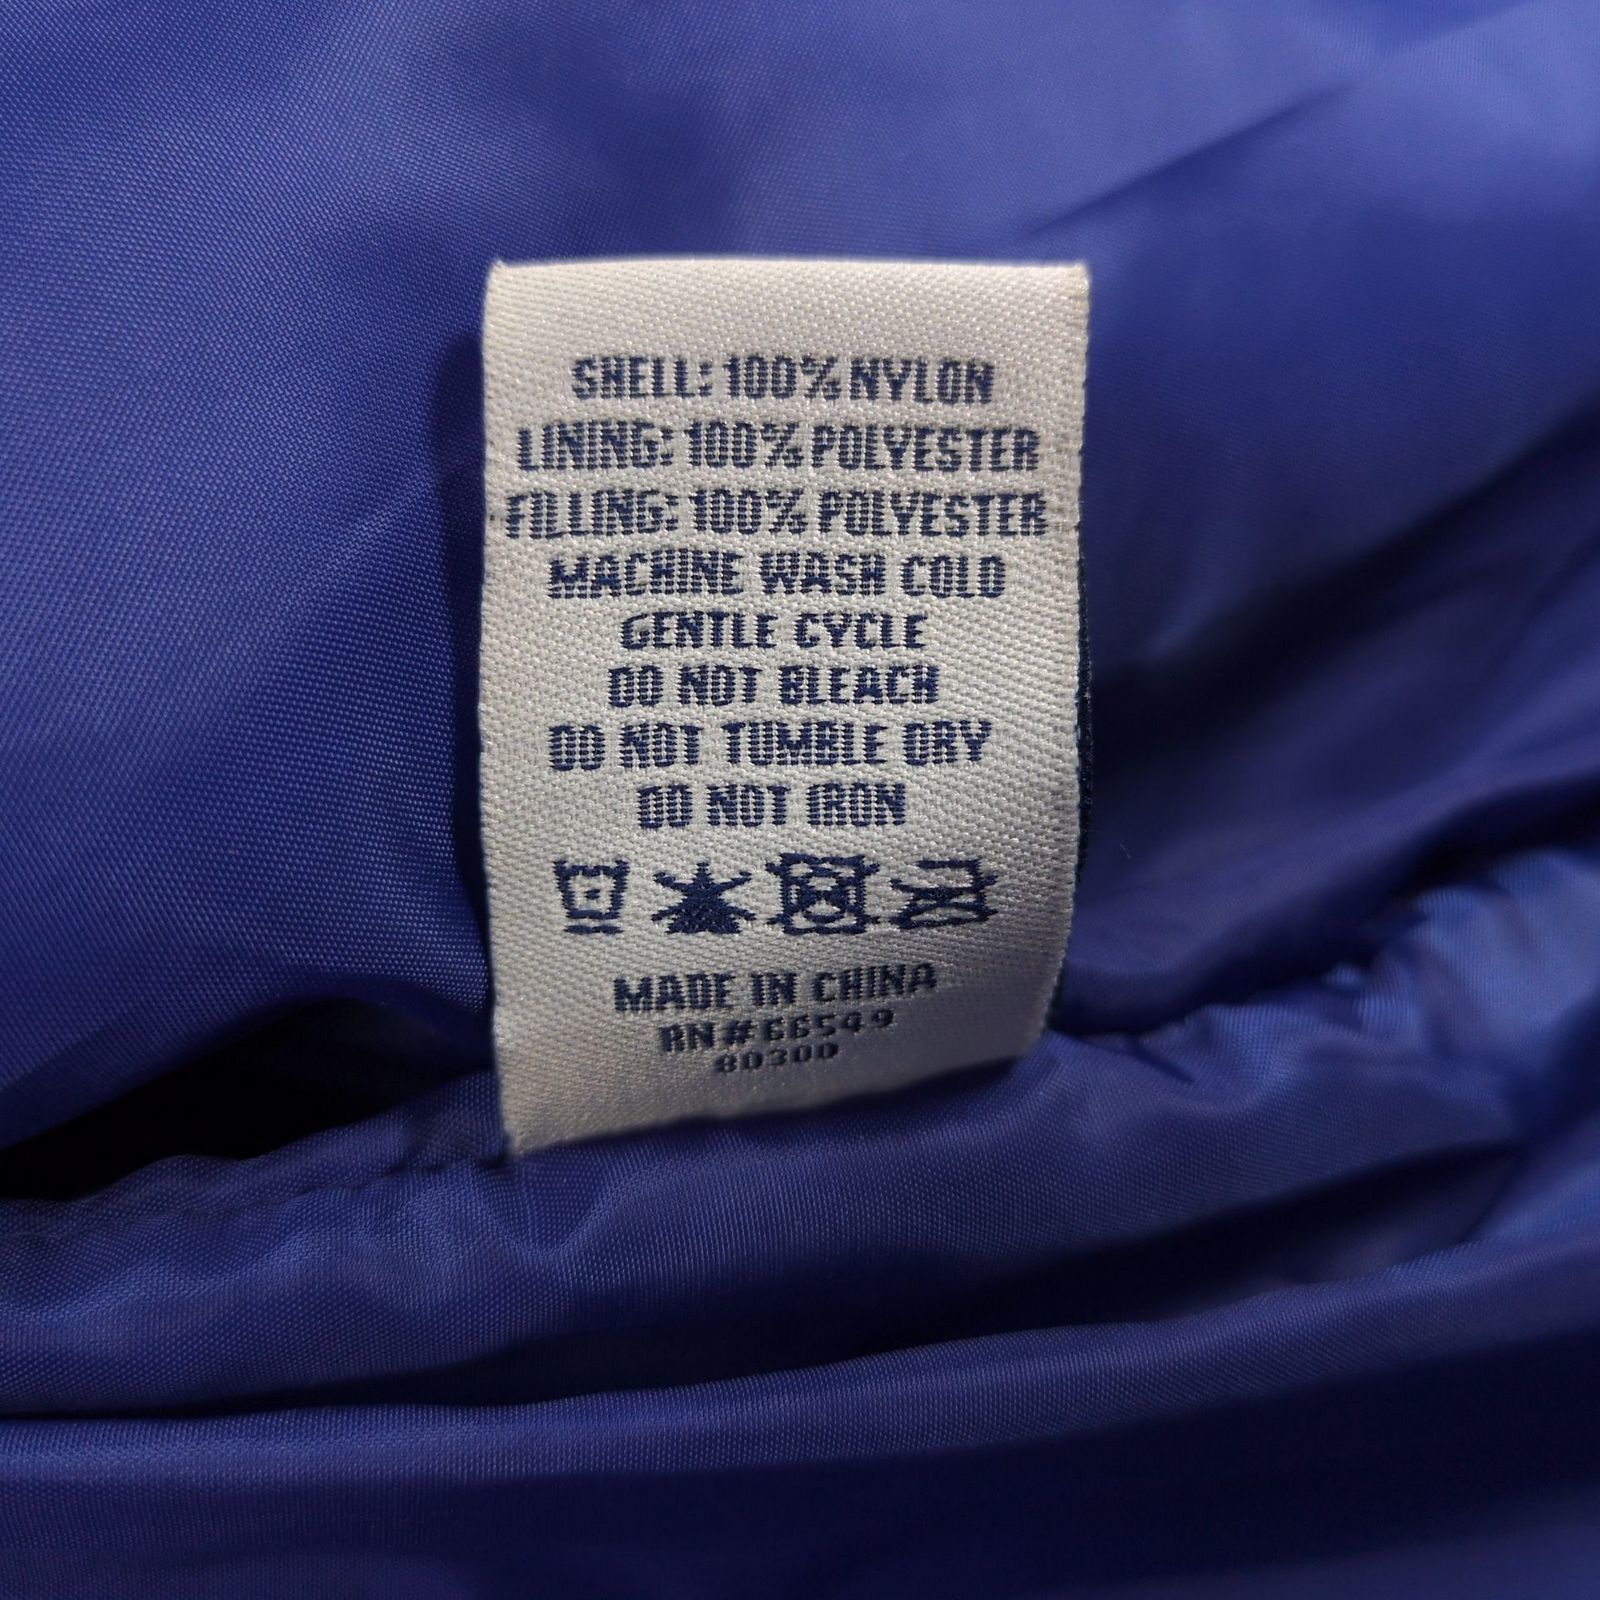 SHELL: 100% NYLON
LINING: 100% POLYESTER
FILLING: 100% POLYESTER
MACHINE WASH COLD
GENTLE CYCLE
DO NOT BLEACH
DO NOT TUMBLE DRY
DO NOT IRON
MADE IN CHINA
RN#66549
80300